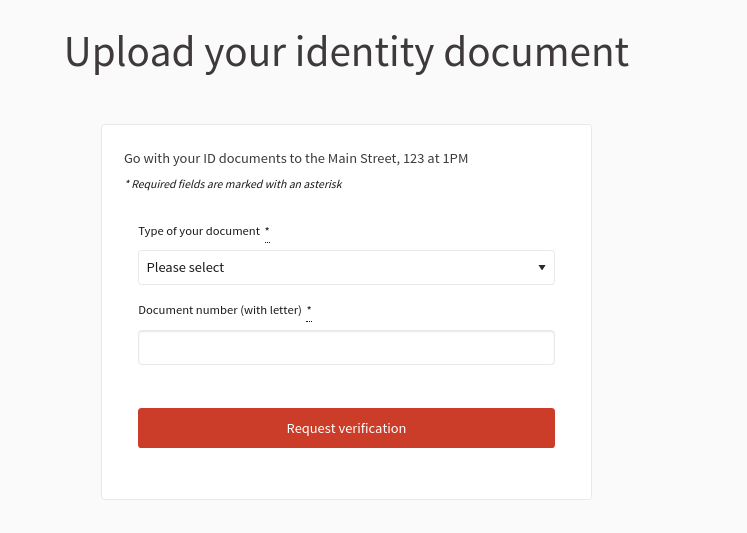 Upload your identity document
Go with your ID documents to the Main Street, 123 at 1PM
* Required fields are marked with an asterisk
Type of your document *
Please select
Document number (with letter) *
Request verification